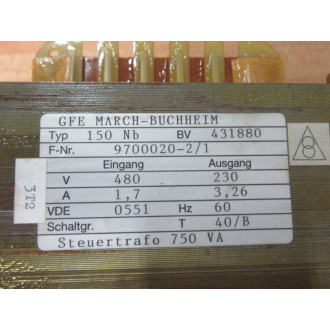 GFE MARCH-BUCHHEIM
Typ 150 Nb BV 431880
F-Nr. 9700020-2/1
Eingang Ausgang
V 480 230
A 1,7 3,26
VDE 0551 Hz 60
Schaltgr. T 40/B
Steuertrafo 750 VA
3T2